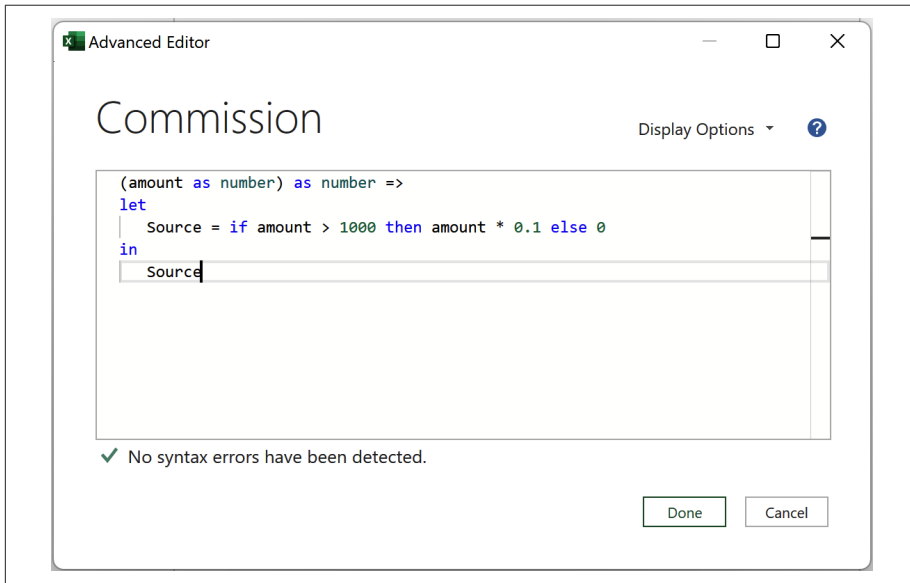 Advanced Editor
Commission
Display Options
(amount as number) as number =>
let
Source = if amount > 1000 then amount * 0.1 else 0
in
Source
No syntax errors have been detected.
Done
Cancel